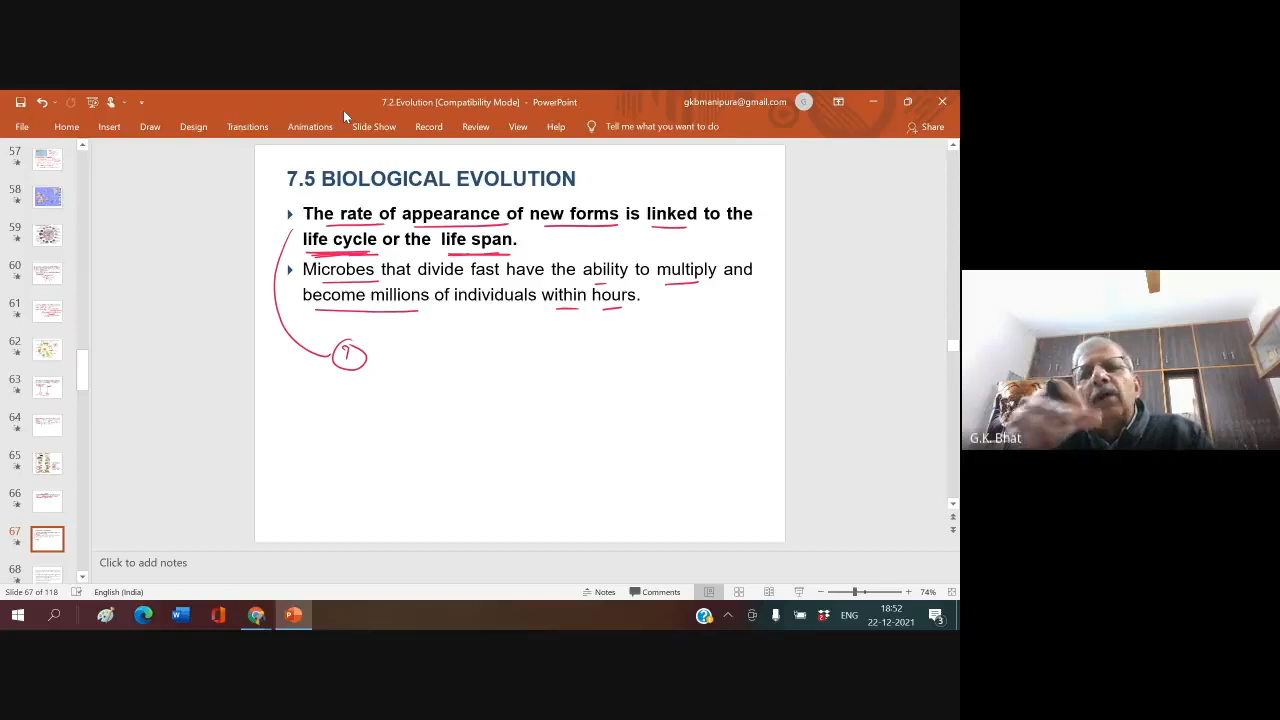 7.2.Evolution [Compatibility Mode] - PowerPoint
gkbmanipura@gmail.com
G
File Home Insert Draw Design Transitions Animations Slide Show Record Review View Help Tell me what you want to do Share
57
58
59
60
61
62
63
64
65
66
67
68
7.5 BIOLOGICAL EVOLUTION
The rate of appearance of new forms is linked to the
life cycle or the life span.
Microbes that divide fast have the ability to multiply and
become millions of individuals within hours.
G.K. Bhat
Click to add notes
Slide 67 of 118 English (India) Notes Comments 74%
ENG
18:52
22-12-2021
3